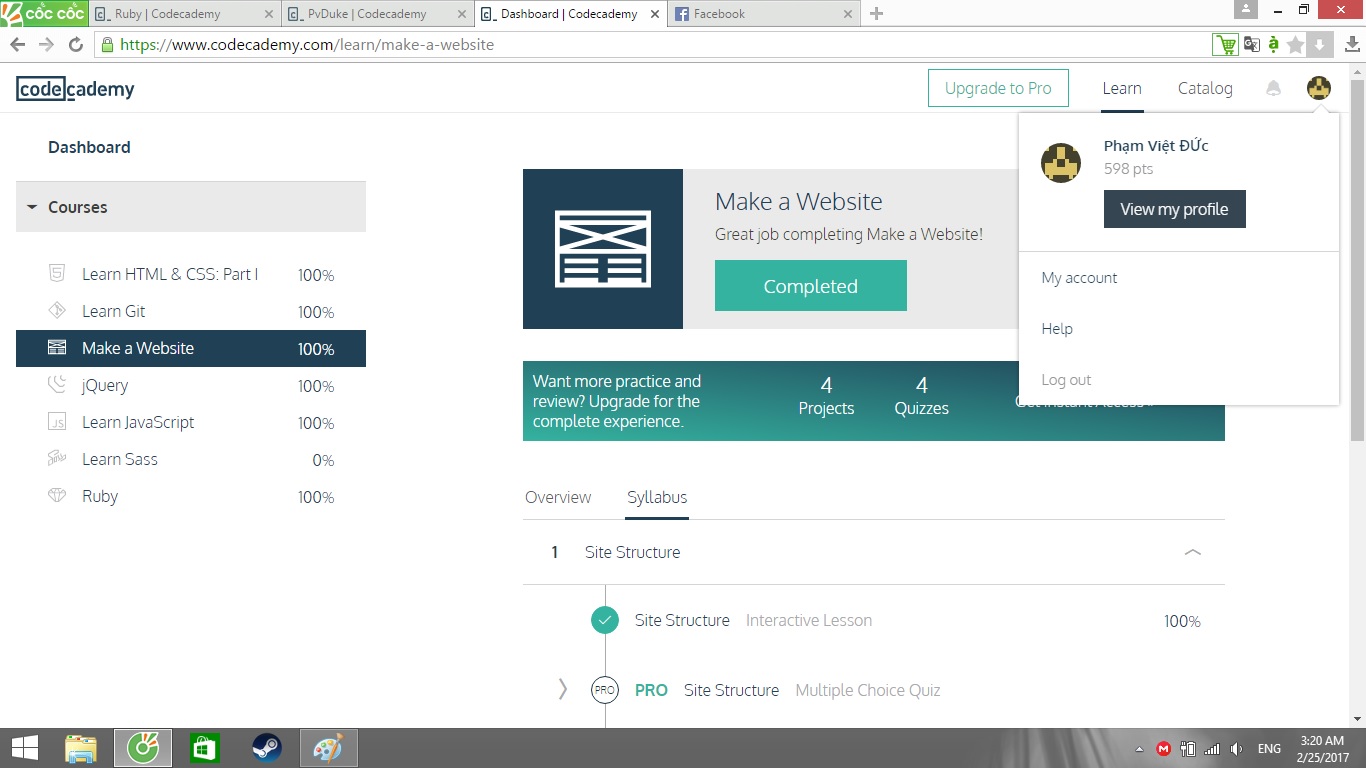 CỐC CỐC
Ruby | Codecademy
PvDuke | Codecademy
Dashboard | Codecademy
Facebook
https://www.codecademy.com/learn/make-a-website
codecademy
Upgrade to Pro
Learn
Catalog
Phạm Việt ĐỨc
598 pts
View my profile
My account
Help
Log out
Dashboard
Courses
Learn HTML & CSS: Part I 100%
Learn Git 100%
Make a Website 100%
jQuery 100%
JS Learn JavaScript 100%
Learn Sass 0%
Ruby 100%
Make a Website
Great job completing Make a Website!
Completed
Want more practice and
review? Upgrade for the
complete experience.
4
Projects
4
Quizzes
Get Instant Access
Overview
Syllabus
1 Site Structure
Site Structure Interactive Lesson 100%
PRO PRO Site Structure Multiple Choice Quiz
ENG
3:20 AM
2/25/2017